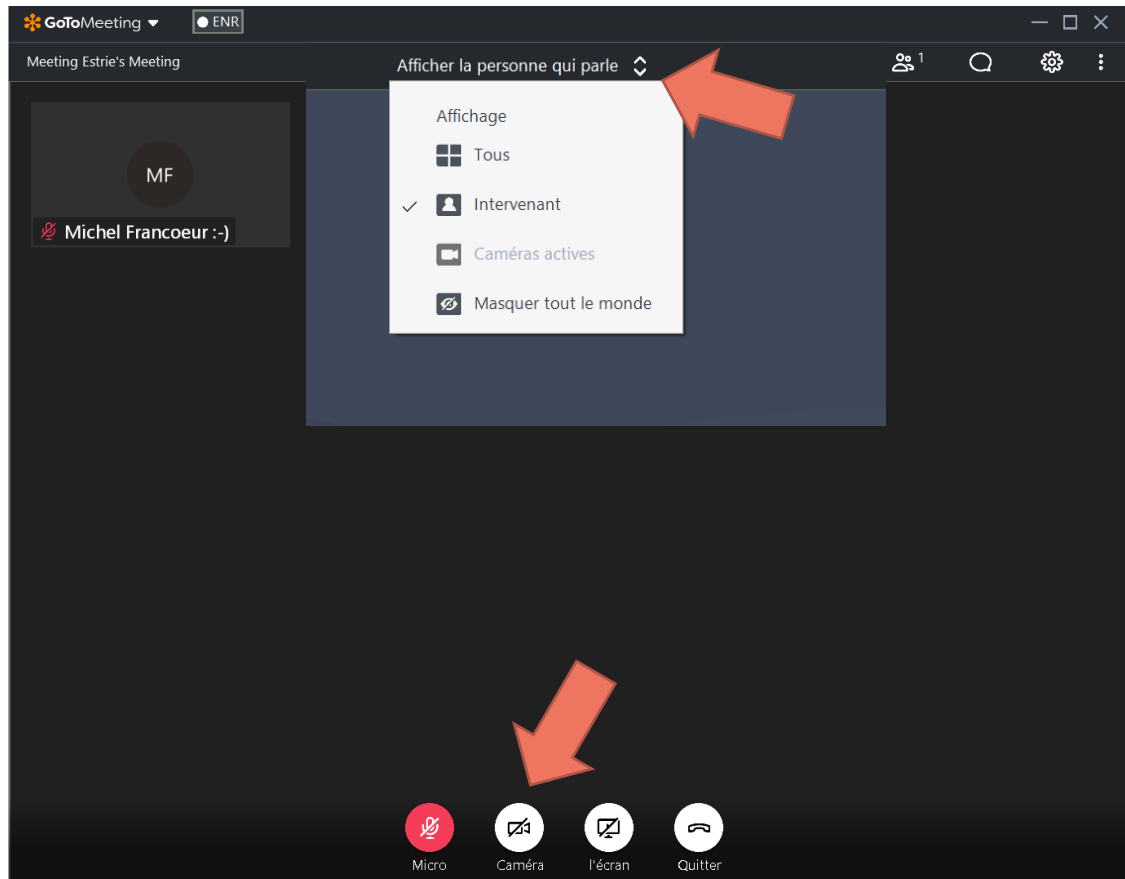 GoToMeeting
ENR
Meeting Estrie's Meeting
Afficher la personne qui parle
1
Affichage
Tous
Intervenant
Caméras actives
Masquer tout le monde
MF
Michel Francoeur :-)
Micro
Caméra
l'écran
Quitter